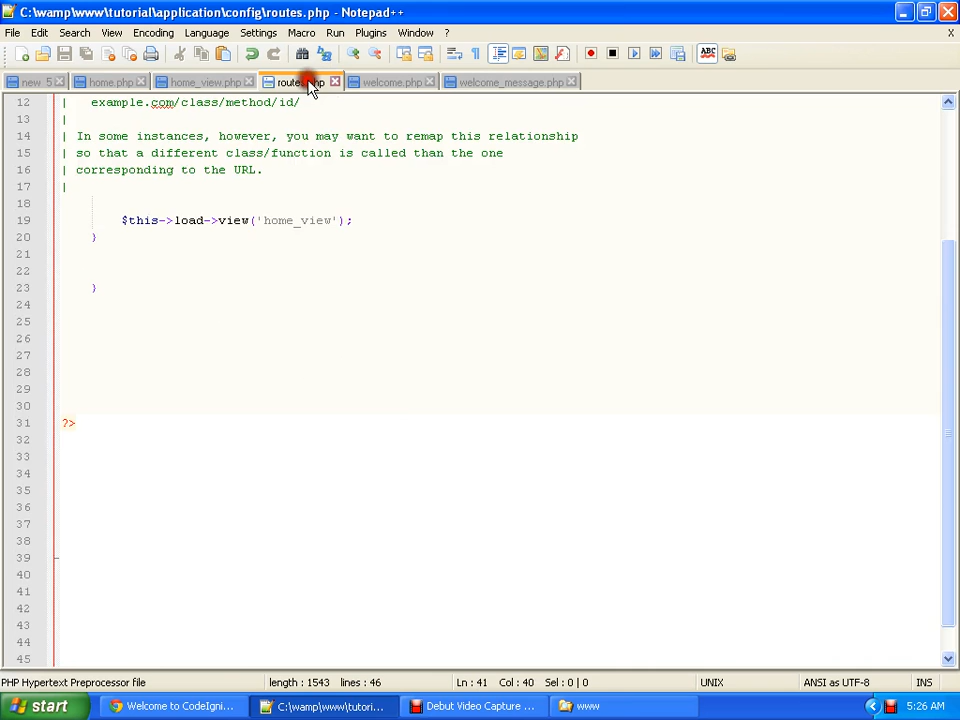 C:\wamp\www\tutorial\application\config\routes.php - Notepad++
File Edit Search View Encoding Language Settings Macro Run Plugins Window ? X
new 5 home.php home_view.php routes.php welcome.php welcome_message.php
12 | example.com/class/method/id/
13 |
14 | In some instances, however, you may want to remap this relationship
15 | so that a different class/function is called than the one
16 | corresponding to the URL.
17 |
18
19 $this->load->view('home_view');
20 }
21
22
23 }
24
25
26
27
28
29
30
31 ?>
32
33
34
35
36
37
38
39
40
41
42
43
44
45
PHP Hypertext Preprocessor file length : 1543 lines : 46 Ln : 41 Col : 40 Sel : 0 | 0 UNIX ANSI as UTF-8 INS
start Welcome to CodeIgni... C:\wamp\www\tutori... Debut Video Capture ... www 5:26 AM